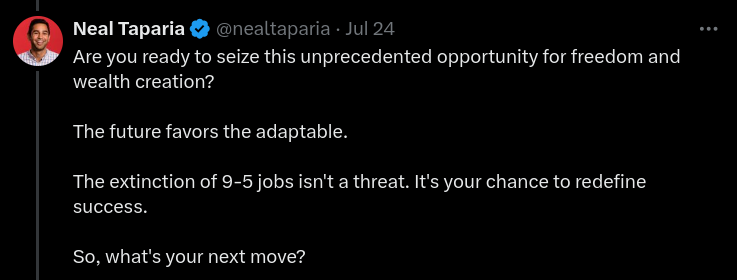 Neal Taparia @nealtaparia · Jul 24
Are you ready to seize this unprecedented opportunity for freedom and
wealth creation?
The future favors the adaptable.
The extinction of 9-5 jobs isn't a threat. It's your chance to redefine
success.
So, what's your next move?